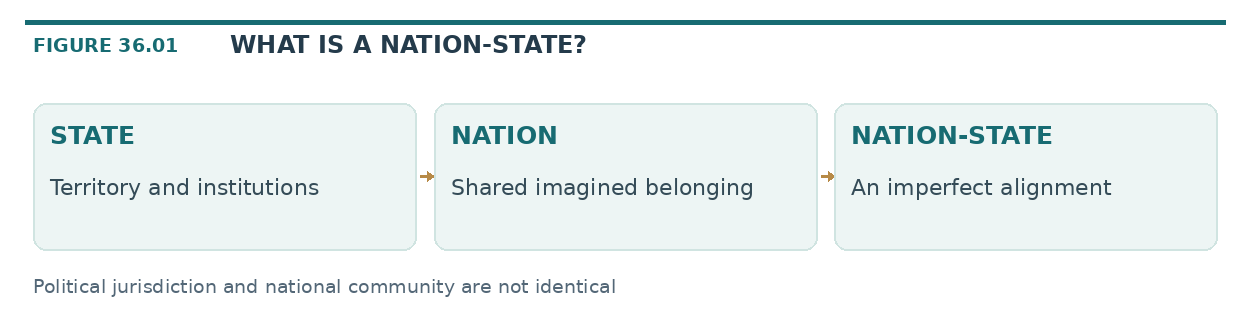 FIGURE 36.01 WHAT IS A NATION-STATE?
STATE
Territory and institutions
NATION
Shared imagined belonging
NATION-STATE
An imperfect alignment
Political jurisdiction and national community are not identical